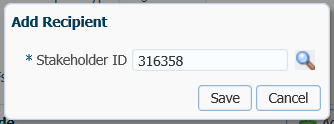 Add Recipient
* Stakeholder ID 316358
Save Cancel